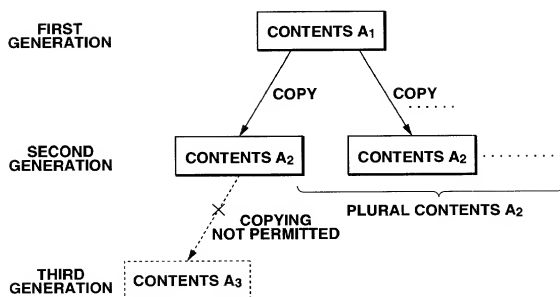 FIRST
GENERATION
CONTENTS A1
COPY
COPY
SECOND
GENERATION
CONTENTS A2
CONTENTS A2
PLURAL CONTENTS A2
COPYING
NOT PERMITTED
THIRD
GENERATION
CONTENTS A3